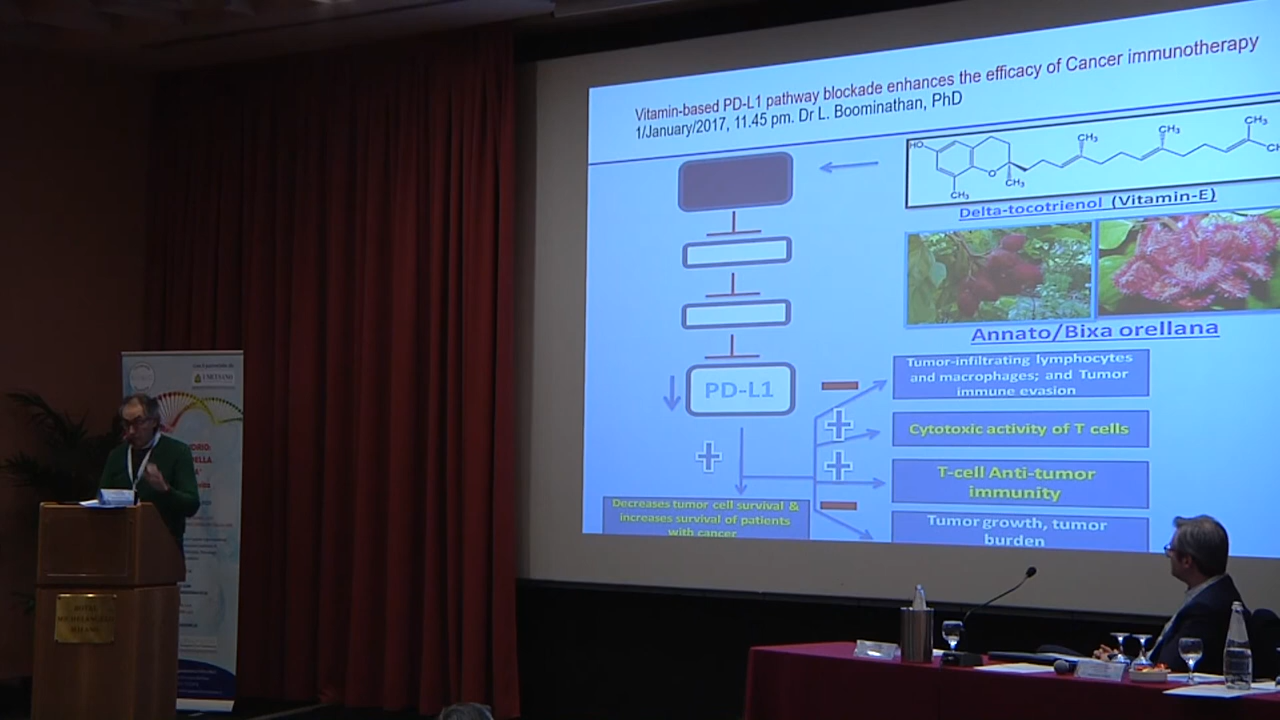 Vitamin-based PD-L1 pathway blockade enhances the efficacy of Cancer immunotherapy
1/January/2017, 11.45 pm. Dr L. Boominathan, PhD
HO
O
CH₃
CH₃
CH₃
CH₃
CH₃
Delta-tocotrienol (Vitamin-E)
Annato/Bixa orellana
PD-L1
Tumor-infiltrating lymphocytes
and macrophages; and Tumor
immune evasion
Cytotoxic activity of T cells
T-cell Anti-tumor
immunity
Tumor growth, tumor
burden
Decreases tumor cell survival &
increases survival of patients
with cancer
HOTEL
MICHELANGELO
MILANO